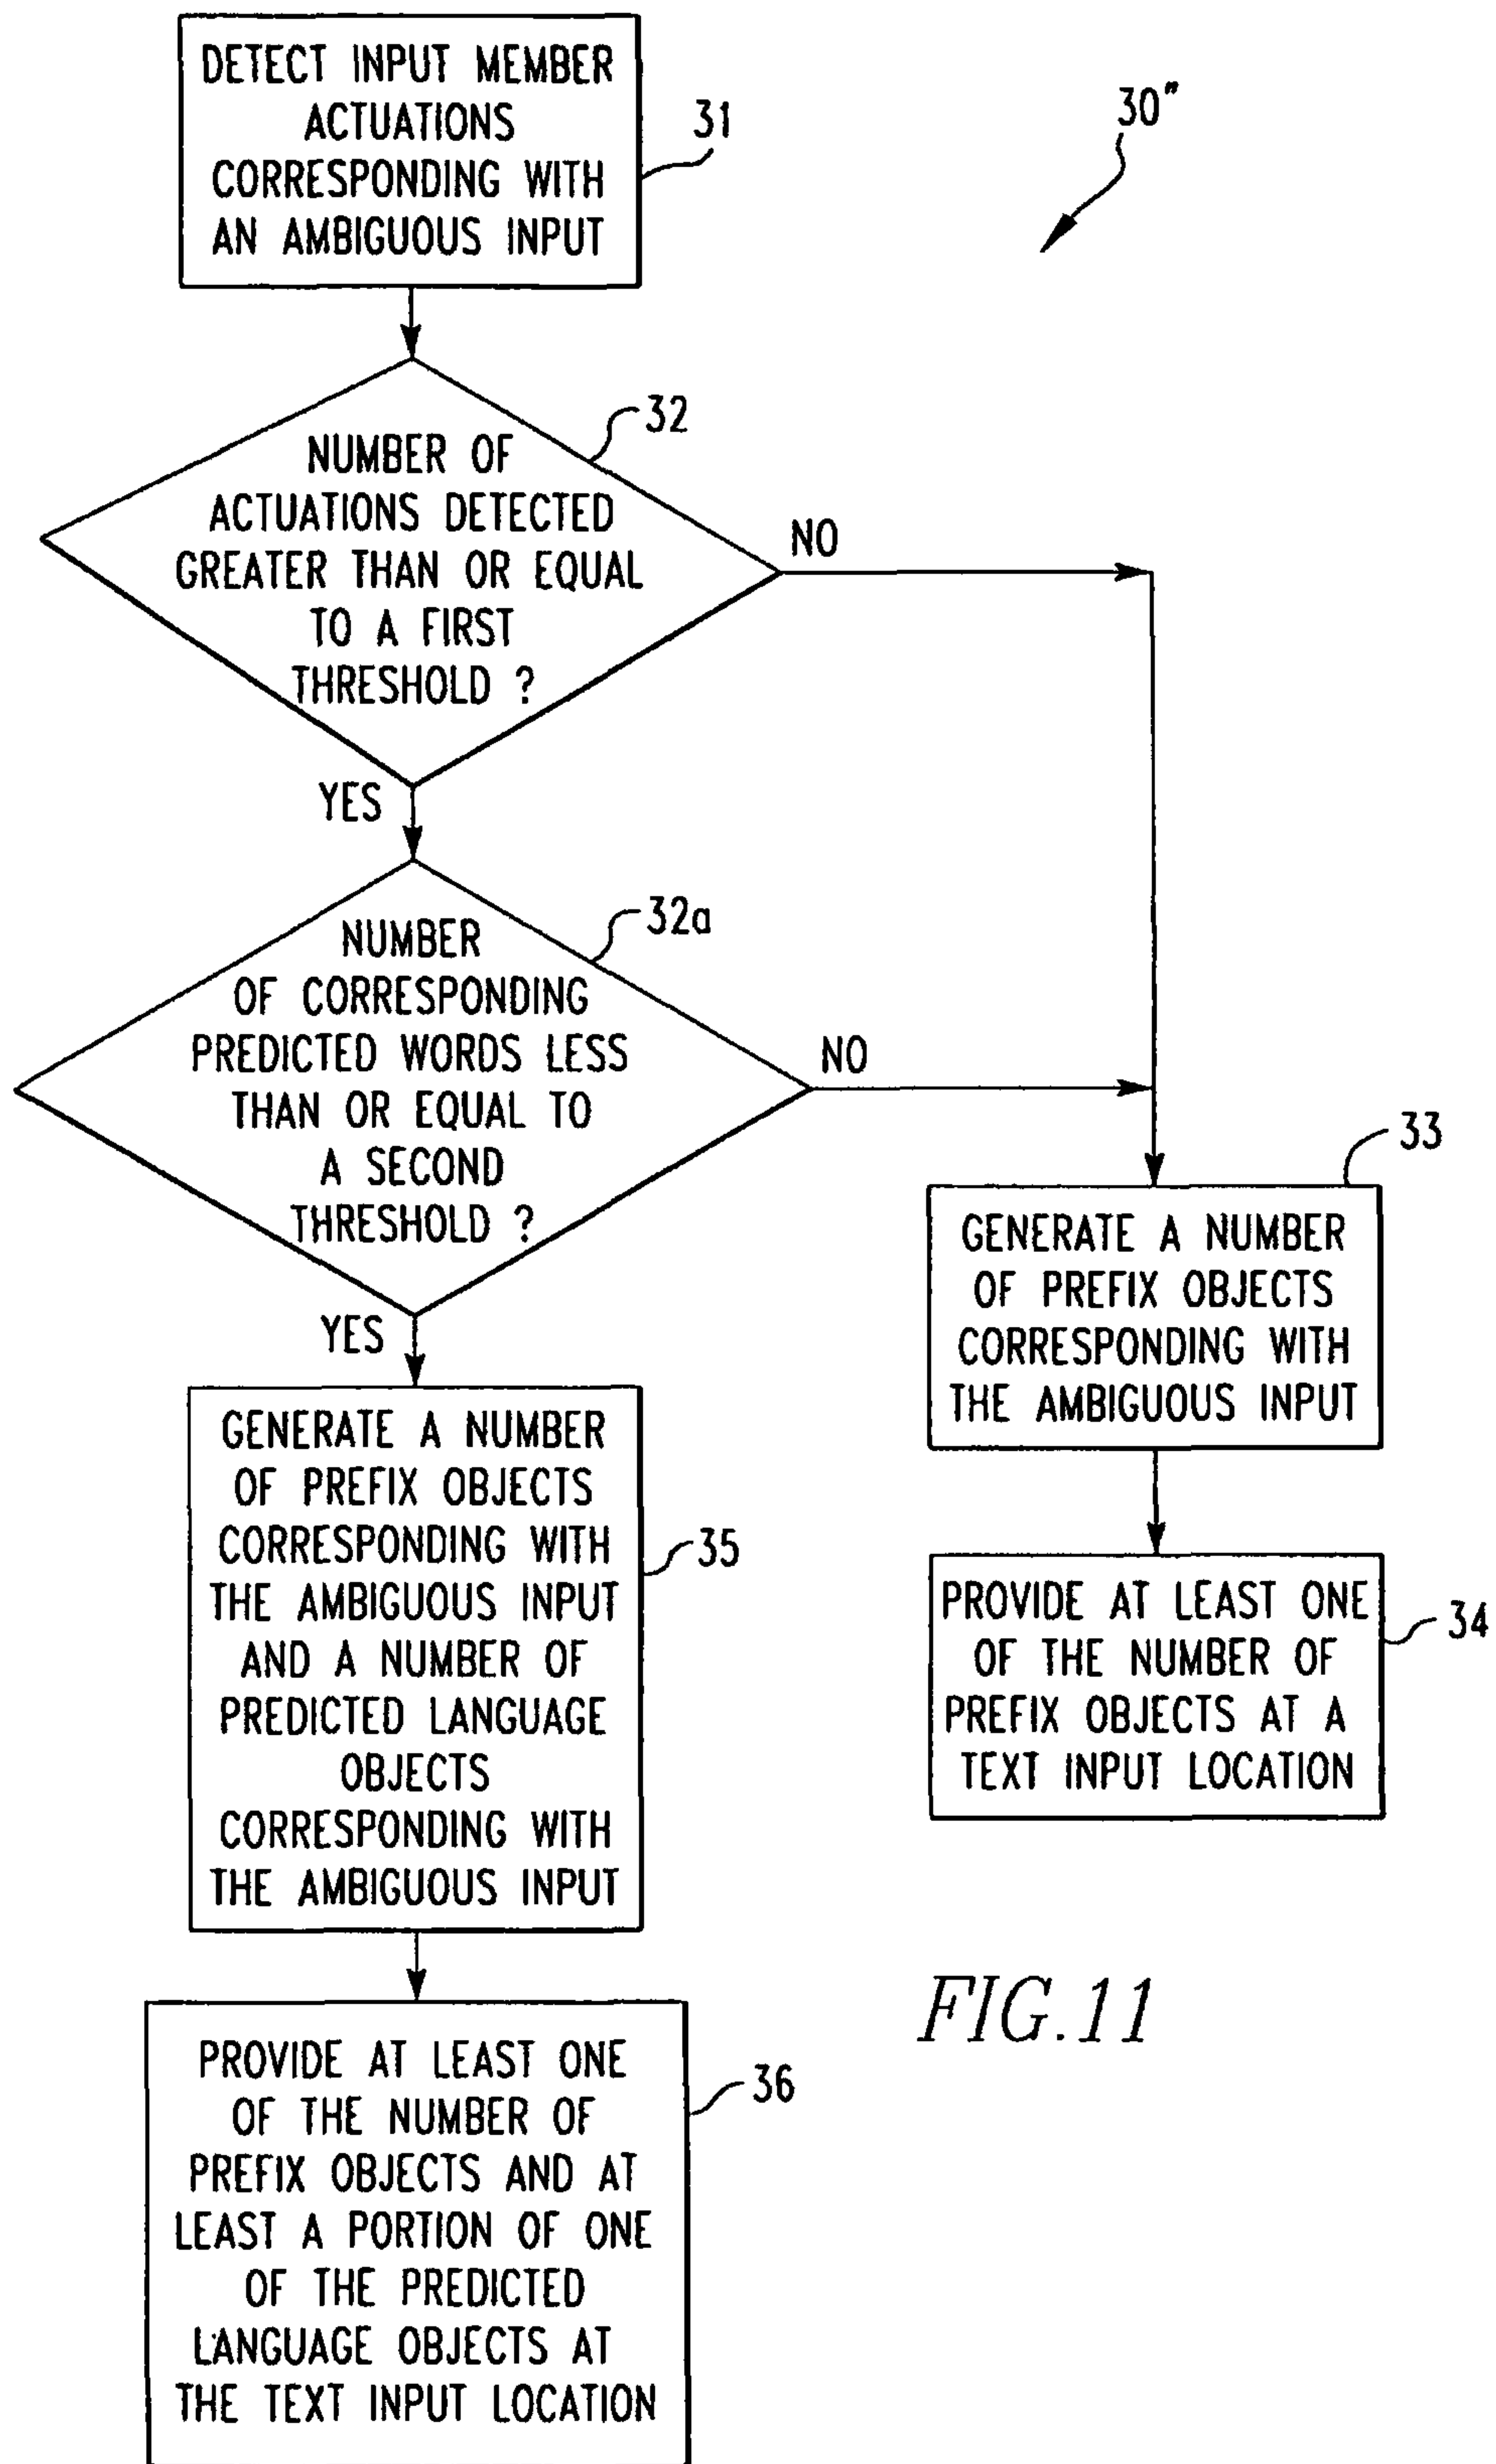 DETECT INPUT MEMBER
ACTUATIONS
CORRESPONDING WITH
AN AMBIGUOUS INPUT
31
30"
32
NUMBER OF
ACTUATIONS DETECTED
GREATER THAN OR EQUAL
TO A FIRST
THRESHOLD ?
NO
YES
32a
NUMBER
OF CORRESPONDING
PREDICTED WORDS LESS
THAN OR EQUAL TO
A SECOND
THRESHOLD ?
NO
YES
33
GENERATE A NUMBER
OF PREFIX OBJECTS
CORRESPONDING WITH
THE AMBIGUOUS INPUT
PROVIDE AT LEAST ONE
OF THE NUMBER OF
PREFIX OBJECTS AT A
TEXT INPUT LOCATION
34
GENERATE A NUMBER
OF PREFIX OBJECTS
CORRESPONDING WITH
THE AMBIGUOUS INPUT
AND A NUMBER OF
PREDICTED LANGUAGE
OBJECTS
CORRESPONDING WITH
THE AMBIGUOUS INPUT
35
PROVIDE AT LEAST ONE
OF THE NUMBER OF
PREFIX OBJECTS AND AT
LEAST A PORTION OF ONE
OF THE PREDICTED
LANGUAGE OBJECTS AT
THE TEXT INPUT LOCATION
36
FIG.11